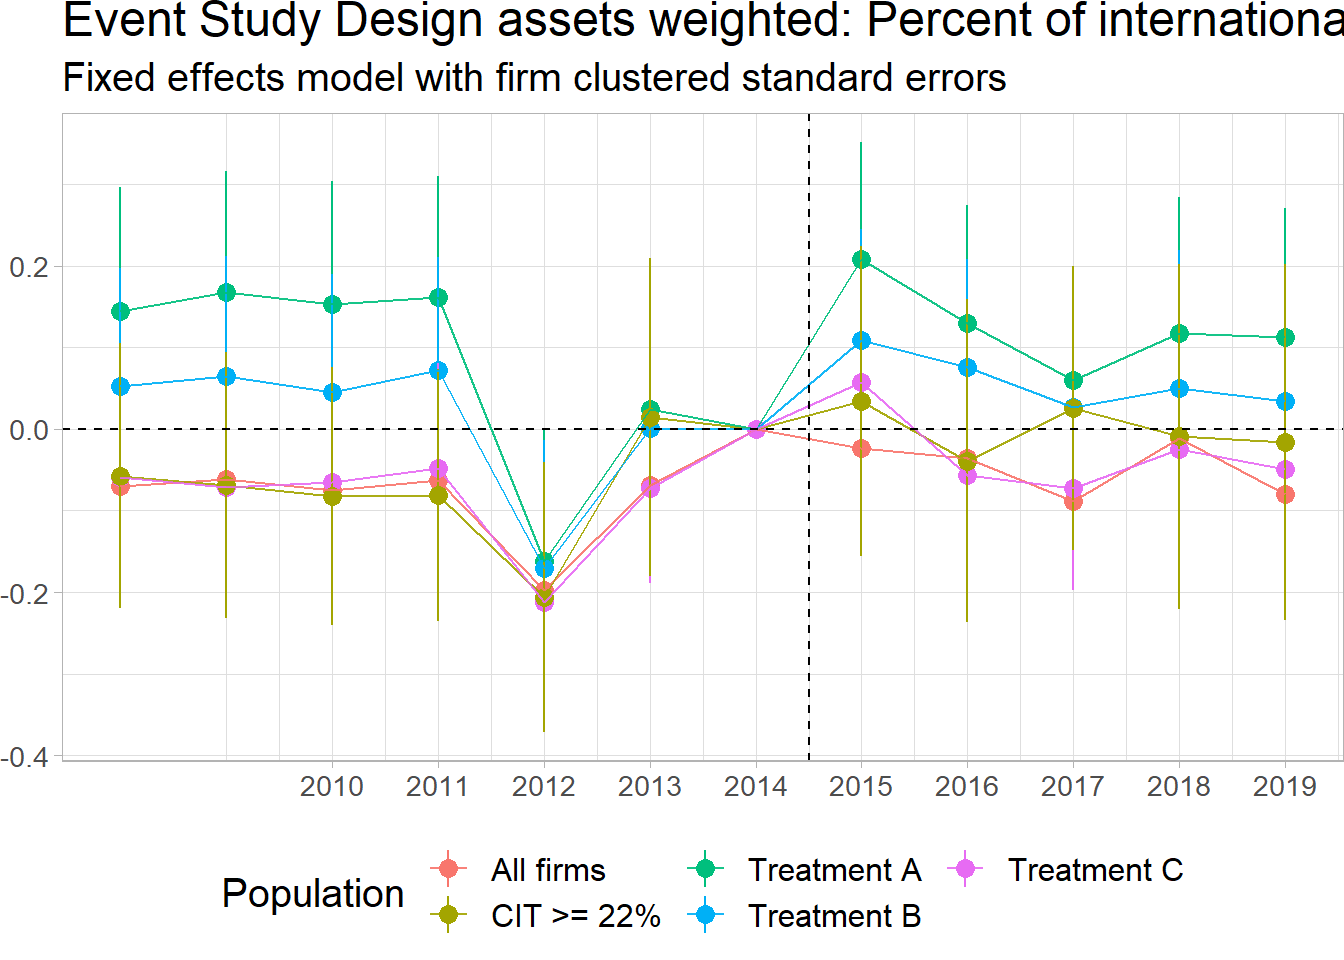 Event Study Design assets weighted: Percent of internationa
Fixed effects model with firm clustered standard errors
0.2
0.0
-0.2
-0.4
2010 2011 2012 2013 2014 2015 2016 2017 2018 2019
Population
All firms Treatment A Treatment C
CIT >= 22% Treatment B